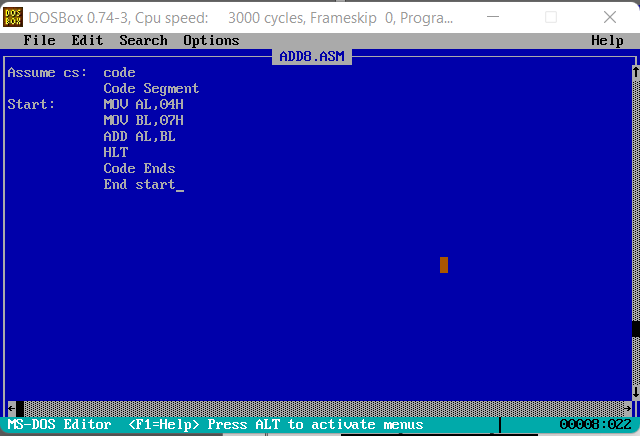 DOSBox 0.74-3, Cpu speed: 3000 cycles, Frameskip 0, Progra...
File Edit Search Options Help
ADD8.ASM
Assume cs: code
Code Segment
Start: MOV AL,04H
MOV BL,07H
ADD AL,BL
HLT
Code Ends
End start_
MS-DOS Editor <F1=Help> Press ALT to activate menus 00008:022